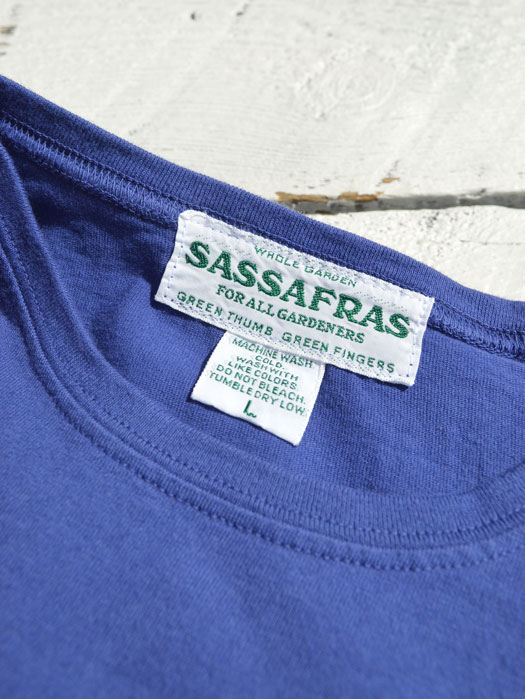 WHOLE GARDEN
SASSAFRAS
FOR ALL GARDENERS
GREEN THUMB GREEN FINGERS
MACHINE WASH
COLD.
WASH WITH
LIKE COLORS.
DO NOT BLEACH.
TUMBLE DRY LOW.
L